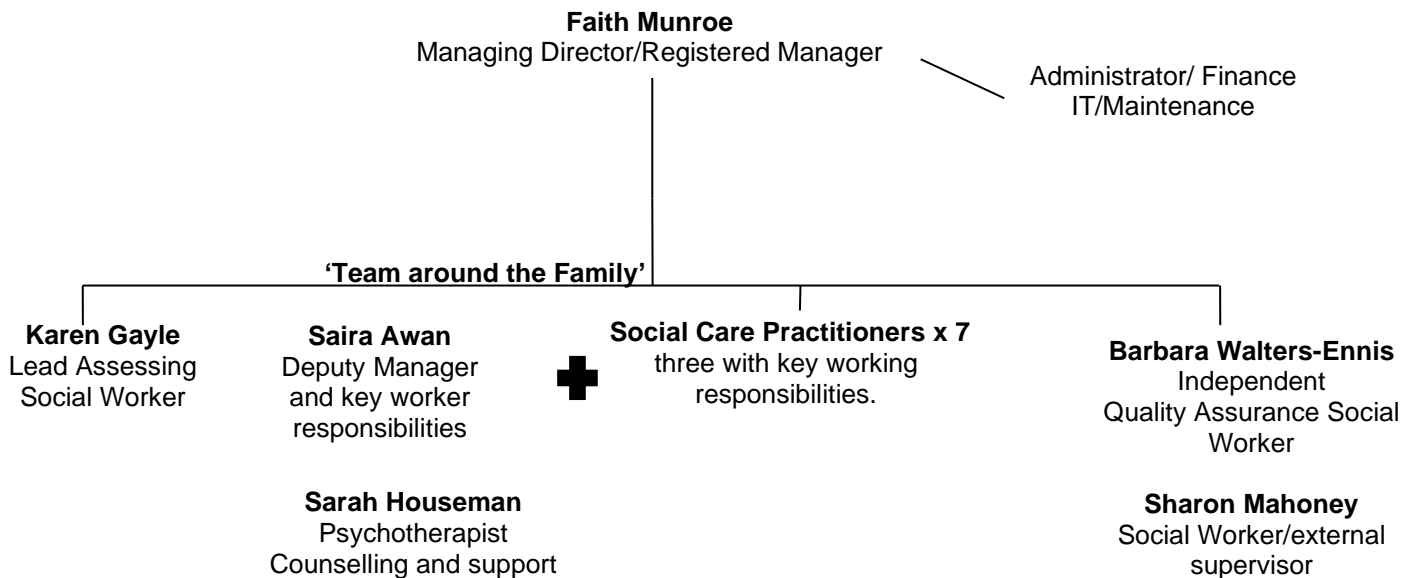 Faith Munroe
Managing Director/Registered Manager
Administrator/ Finance
IT/Maintenance
‘Team around the Family’
Karen Gayle
Lead Assessing
Social Worker
Saira Awan
Deputy Manager
and key worker
responsibilities
Social Care Practitioners x 7
three with key working
responsibilities.
Barbara Walters-Ennis
Independent
Quality Assurance Social
Worker
Sarah Houseman
Psychotherapist
Counselling and support
Sharon Mahoney
Social Worker/external
supervisor